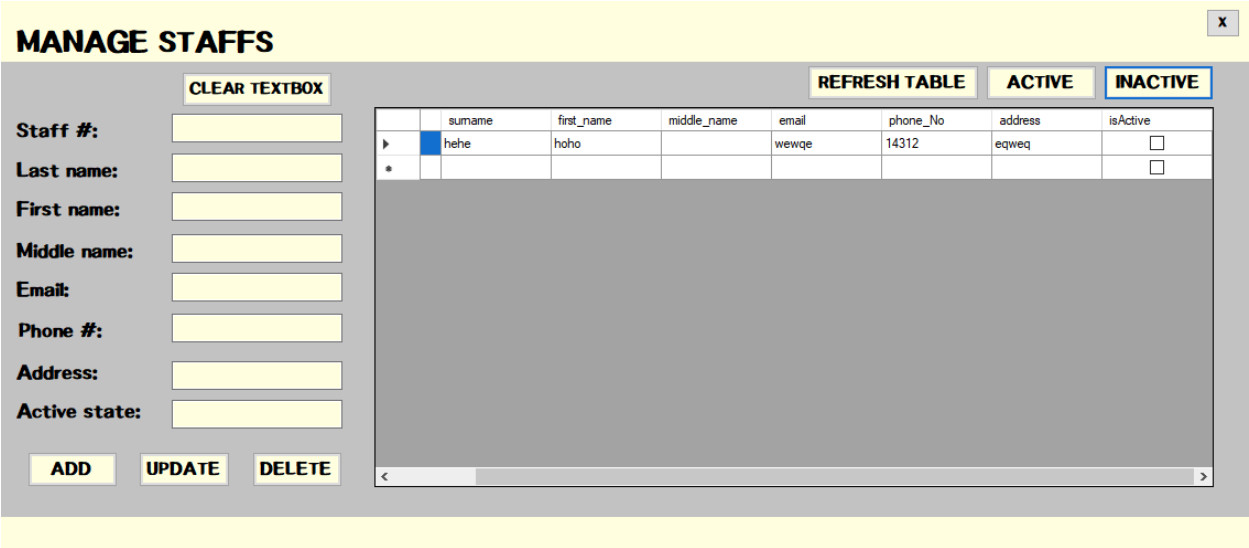 x
MANAGE STAFFS
REFRESH TABLE ACTIVE INACTIVE
CLEAR TEXTBOX
Staff #:
Last name:
First name:
Middle name:
Email:
Phone #:
Address:
Active state:
ADD UPDATE DELETE
surname first_name middle_name email phone_No address isActive
hehe hoho wewqe 14312 eqweq